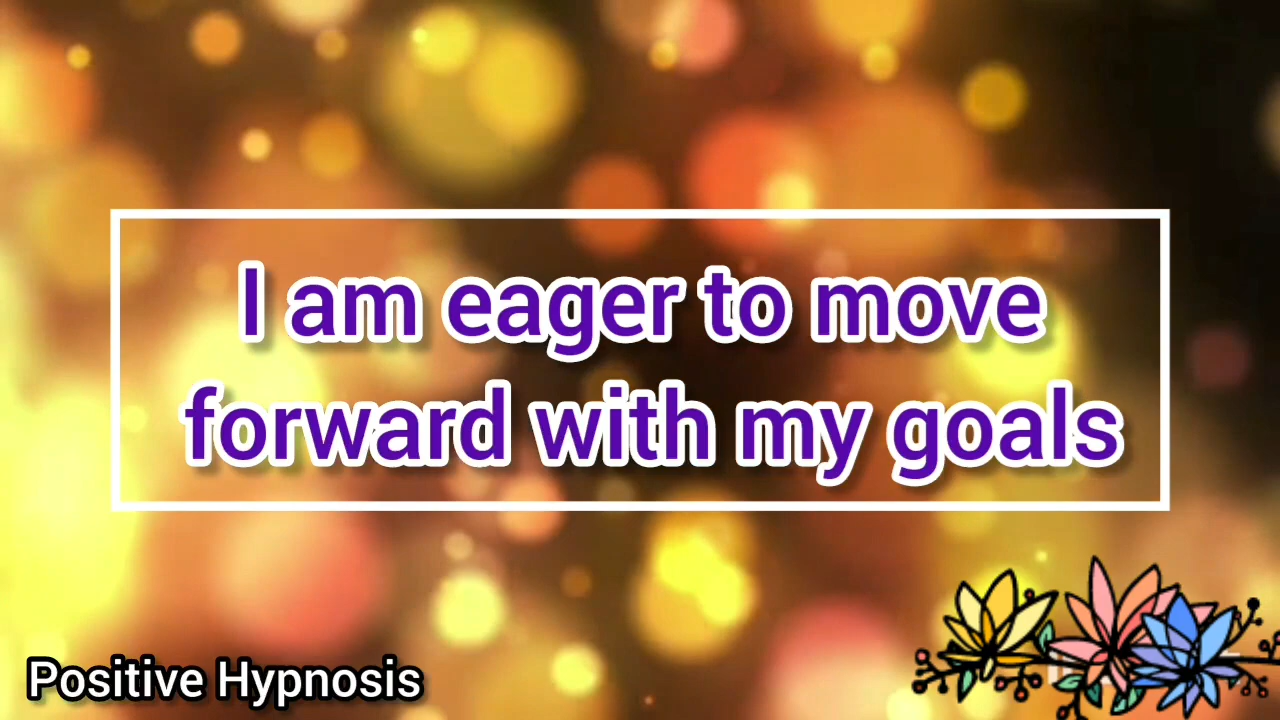 I am eager to move
forward with my goals
Positive Hypnosis